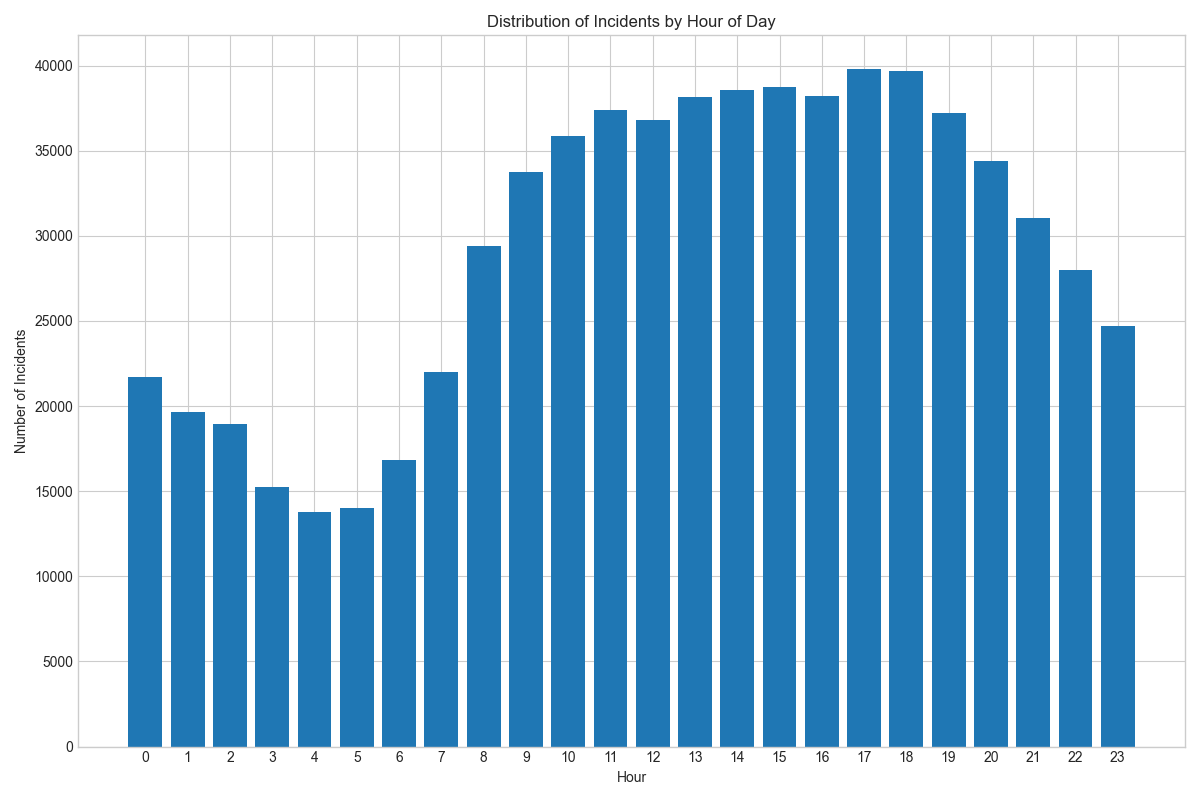 Distribution of Incidents by Hour of Day
40000
35000
30000
25000
20000
15000
10000
5000
0
Number of Incidents
0 1 2 3 4 5 6 7 8 9 10 11 12 13 14 15 16 17 18 19 20 21 22 23
Hour